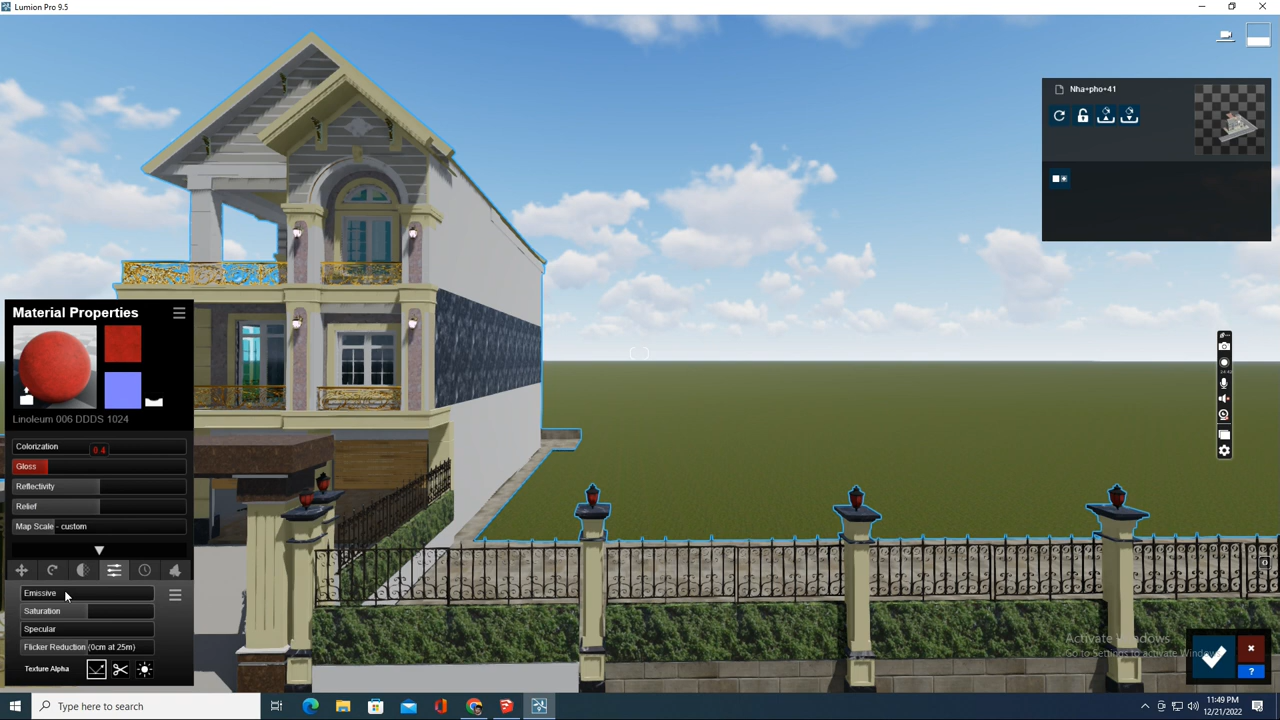 Lumion Pro 9.5
Nha+pho+41
Material Properties
Linoleum 006 DDDS 1024
Colorization
0.4
Gloss
Reflectivity
Relief
Map Scale - custom
Emissive
Saturation
Specular
Flicker Reduction (0cm at 25m)
Texture Alpha
14:42
Activate Windows
Go to Settings to activate Windows.
?
Type here to search
11:49 PM
12/21/2022